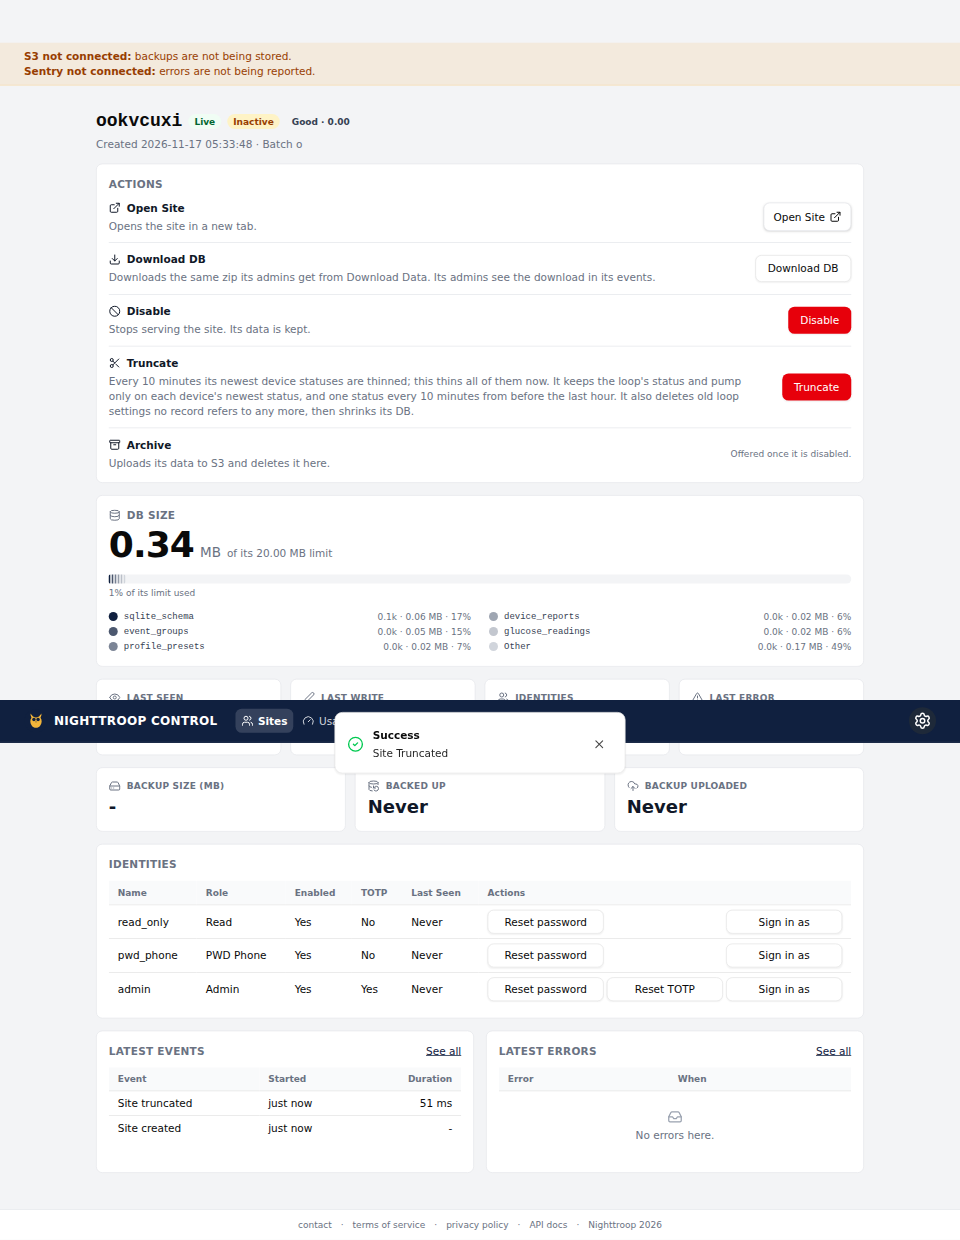 S3 not connected: backups are not being stored.
Sentry not connected: errors are not being reported.
ookvcuxi Live Inactive Good · 0.00
Created 2026-11-17 05:33:48 · Batch o
ACTIONS
Open Site
Opens the site in a new tab.
Open Site
Download DB
Downloads the same zip its admins get from Download Data. Its admins see the download in its events.
Download DB
Disable
Stops serving the site. Its data is kept.
Disable
Truncate
Every 10 minutes its newest device statuses are thinned; this thins all of them now. It keeps the loop's status and pump
only on each device's newest status, and one status every 10 minutes from before the last hour. It also deletes old loop
settings no record refers to any more, then shrinks its DB.
Truncate
Archive
Uploads its data to S3 and deletes it here.
Offered once it is disabled.
DB SIZE
0.34 MB of its 20.00 MB limit
1% of its limit used
sqlite_schema 0.1k · 0.06 MB · 17%
device_reports 0.0k · 0.02 MB · 6%
event_groups 0.0k · 0.05 MB · 15%
glucose_readings 0.0k · 0.02 MB · 6%
profile_presets 0.0k · 0.02 MB · 7%
Other 0.0k · 0.17 MB · 49%
LAST SEEN
LAST WRITE
IDENTITIES
LAST ERROR
NIGHTTROOP CONTROL Sites
Success
Site Truncated
BACKUP SIZE (MB)
-
BACKED UP
Never
BACKUP UPLOADED
Never
IDENTITIES
Name Role Enabled TOTP Last Seen Actions
read_only Read Yes No Never Reset password Sign in as
pwd_phone PWD Phone Yes No Never Reset password Sign in as
admin Admin Yes Yes Never Reset password Reset TOTP Sign in as
LATEST EVENTS See all
Event Started Duration
Site truncated just now 51 ms
Site created just now -
LATEST ERRORS See all
Error When
No errors here.
contact · terms of service · privacy policy · API docs · Nighttroop 2026